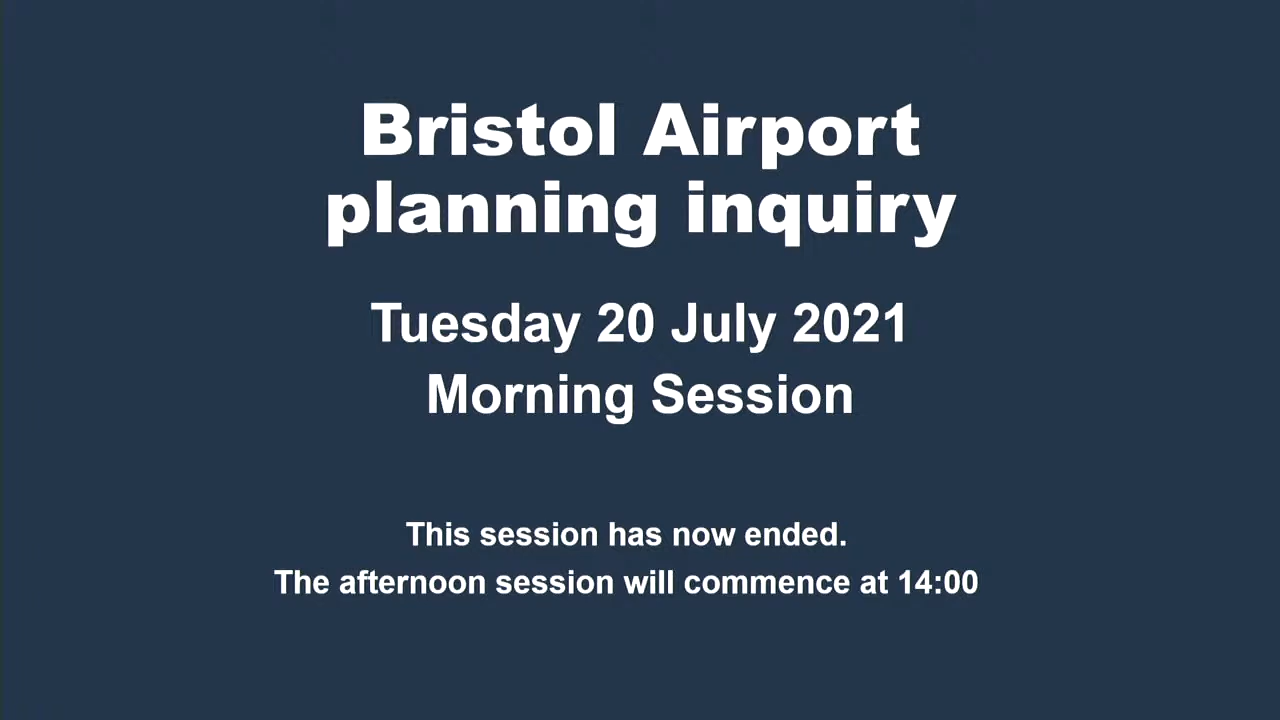 Bristol Airport
planning inquiry
Tuesday 20 July 2021
Morning Session
This session has now ended.
The afternoon session will commence at 14:00